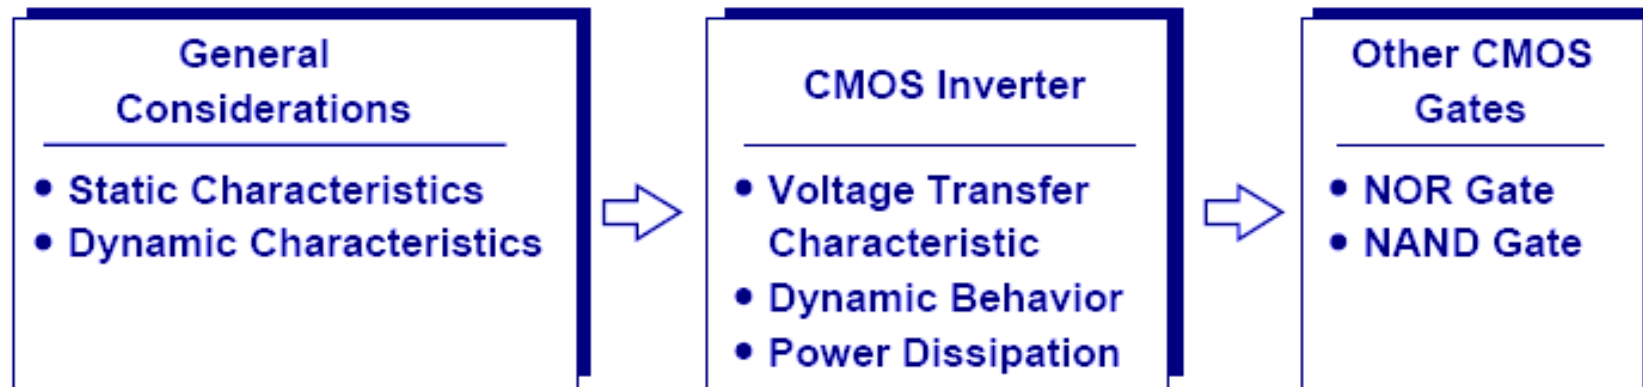 General
Considerations
• Static Characteristics
• Dynamic Characteristics
CMOS Inverter
• Voltage Transfer
Characteristic
• Dynamic Behavior
• Power Dissipation
Other CMOS
Gates
• NOR Gate
• NAND Gate